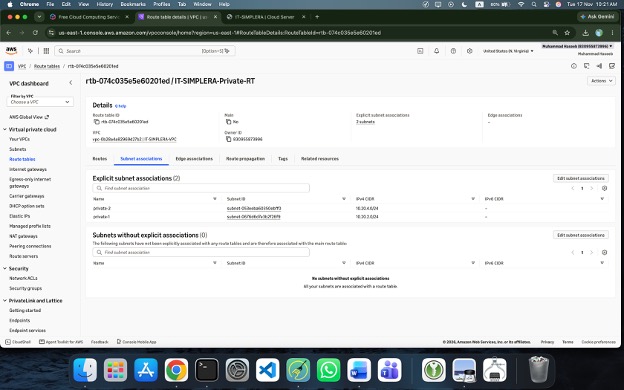 Chrome File Edit View History Bookmarks Profiles Tab Window Help
Tue 17 Nov 10:21 AM
Free Cloud Computing Servic
Route table details | VPC | us
IT-SIMPLERA | Cloud Server
us-east-1.console.aws.amazon.com/vpcconsole/home?region=us-east-1#RouteTableDetails:RouteTableId=rtb-074c035e5e60201ed
Ask Gemini
aws
Search
[Option+S]
United States (N. Virginia)
Muhammad Haseeb
VPC
Route tables
rtb-074c035e5e60201ed
VPC dashboard
Filter by VPC
Choose a VPC
AWS Global View
Virtual private cloud
Your VPCs
Subnets
Route tables
Internet gateways
Egress-only internet gateways
Carrier gateways
DHCP option sets
Elastic IPs
Managed prefix lists
NAT gateways
Peering connections
Route servers
Security
Network ACLs
Security groups
PrivateLink and Lattice
Getting started
Endpoints
Endpoint services
rtb-074c035e5e60201ed / IT-SIMPLERA-Private-RT
Actions
Details Info
Route table ID
rtb-074c035e5e60201ed
Main
No
Explicit subnet associations
2 subnets
Edge associations
–
VPC
Owner ID
Routes
Subnet associations
Edge associations
Route propagation
Tags
Related resources
Explicit subnet associations (2)
Edit subnet associations
Find subnet association
1
Name
Subnet ID
IPv4 CIDR
IPv6 CIDR
private-2
–
private-1
10.20.2.0/24
–
Subnets without explicit associations (0)
Edit subnet associations
The following subnets have not been explicitly associated with any route tables and are therefore associated with the main route table:
Find subnet association
1
Name
Subnet ID
IPv4 CIDR
IPv6 CIDR
No subnets without explicit associations
All your subnets are associated with a route table.
CloudShell
Agent Toolkit for AWS
Feedback
Console Mobile App
© 2026, Amazon Web Services, Inc. or its affiliates.
Privacy
Terms
Cookie preferences